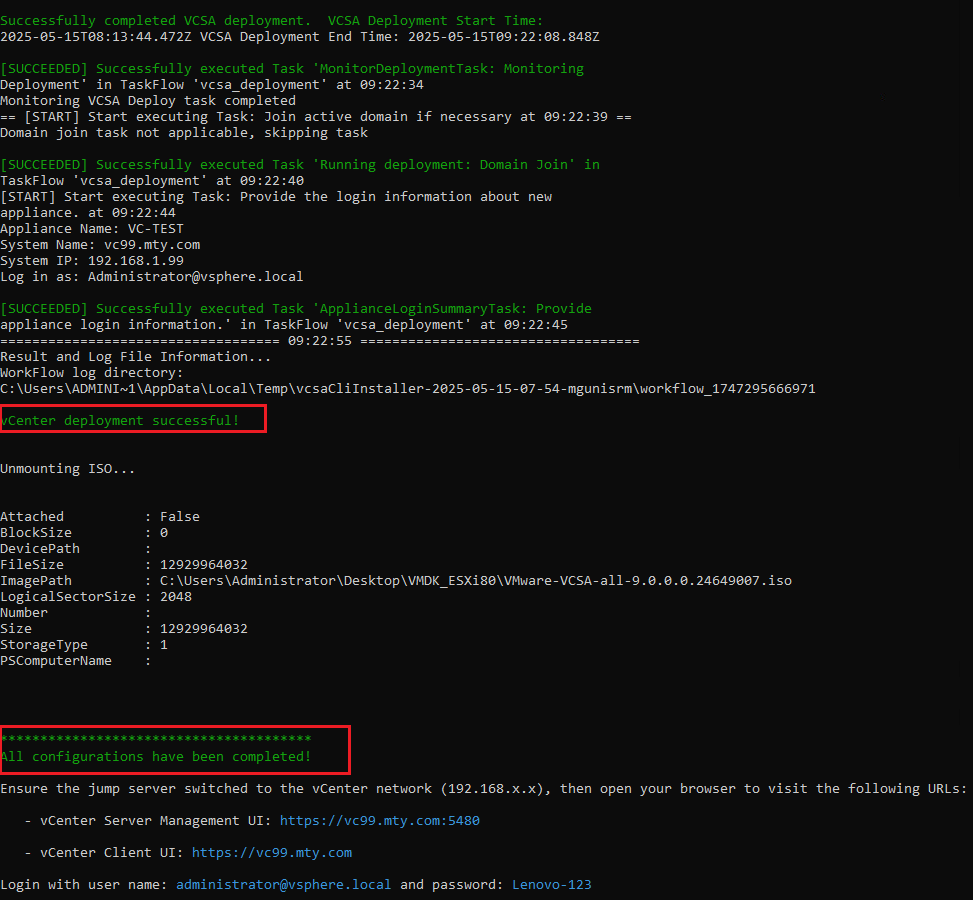 Successfully completed VCSA deployment.  VCSA Deployment Start Time:
2025-05-15T08:13:44.472Z VCSA Deployment End Time: 2025-05-15T09:22:08.848Z
[SUCCEEDED] Successfully executed Task 'MonitorDeploymentTask: Monitoring
Deployment' in TaskFlow 'vcsa_deployment' at 09:22:34
Monitoring VCSA Deploy task completed
== [START] Start executing Task: Join active domain if necessary at 09:22:39 ==
Domain join task not applicable, skipping task
[SUCCEEDED] Successfully executed Task 'Running deployment: Domain Join' in
TaskFlow 'vcsa_deployment' at 09:22:40
[START] Start executing Task: Provide the login information about new
appliance. at 09:22:44
Appliance Name: VC-TEST
System Name: vc99.mty.com
System IP: 192.168.1.99
Log in as: Administrator@vsphere.local
[SUCCEEDED] Successfully executed Task 'ApplianceLoginSummaryTask: Provide
appliance login information.' in TaskFlow 'vcsa_deployment' at 09:22:45
=================================== 09:22:55 ===================================
Result and Log File Information...
WorkFlow log directory:
C:\Users\ADMINI~1\AppData\Local\Temp\vcsaCliInstaller-2025-05-15-07-54-mgunisrm\workflow_1747295666971
vCenter deployment successful!
Unmounting ISO...
Attached          : False
BlockSize         : 0
DevicePath        :
FileSize          : 12929964032
ImagePath         : C:\Users\Administrator\Desktop\VMDK_ESXi80\VMware-VCSA-all-9.0.0.0.24649007.iso
LogicalSectorSize : 2048
Number            :
Size              : 12929964032
StorageType       : 1
PSComputerName    :
***************************************
All configurations have been completed!
Ensure the jump server switched to the vCenter network (192.168.x.x), then open your browser to visit the following URLs:
- vCenter Server Management UI: https://vc99.mty.com:5480
- vCenter Client UI: https://vc99.mty.com
Login with user name: administrator@vsphere.local and password: Lenovo-123